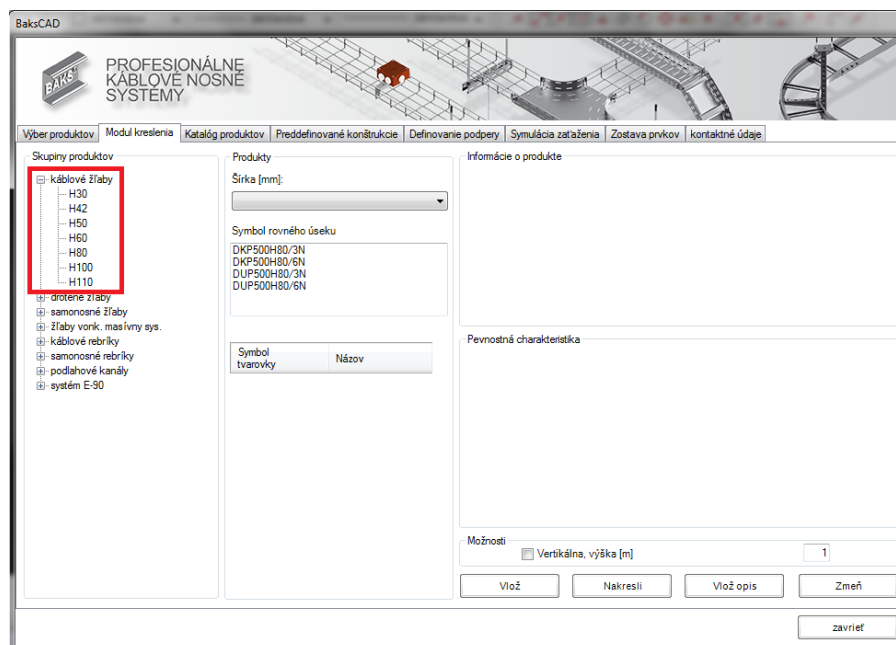 BaksCAD
BAKS
PROFESIONÁLNE
KÁBLOVÉ NOSNÉ
SYSTÉMY
Výber produktov Modul kreslenia Katalóg produktov Preddefinované konštrukcie Definovanie podpery Symulácia zaťaženia Zostava prvkov kontaktné údaje
Skupiny produktov
káblové žľaby
H30
H42
H50
H60
H80
H100
H110
drôtené žľaby
samonosné žľaby
žľaby vonk. masívny sys.
káblové rebríky
samonosné rebríky
podlahové kanály
systém E-90
Produkty
Šírka [mm]:
Symbol rovného úseku
DKP500H80/3N
DKP500H80/6N
DUP500H80/3N
DUP500H80/6N
Symbol
tvarovky
Názov
Informácie o produkte
Pevnostná charakteristika
Možnosti
Vertikálna, výška [m] 1
Vlož Nakresli Vlož opis Zmeň
zavrieť